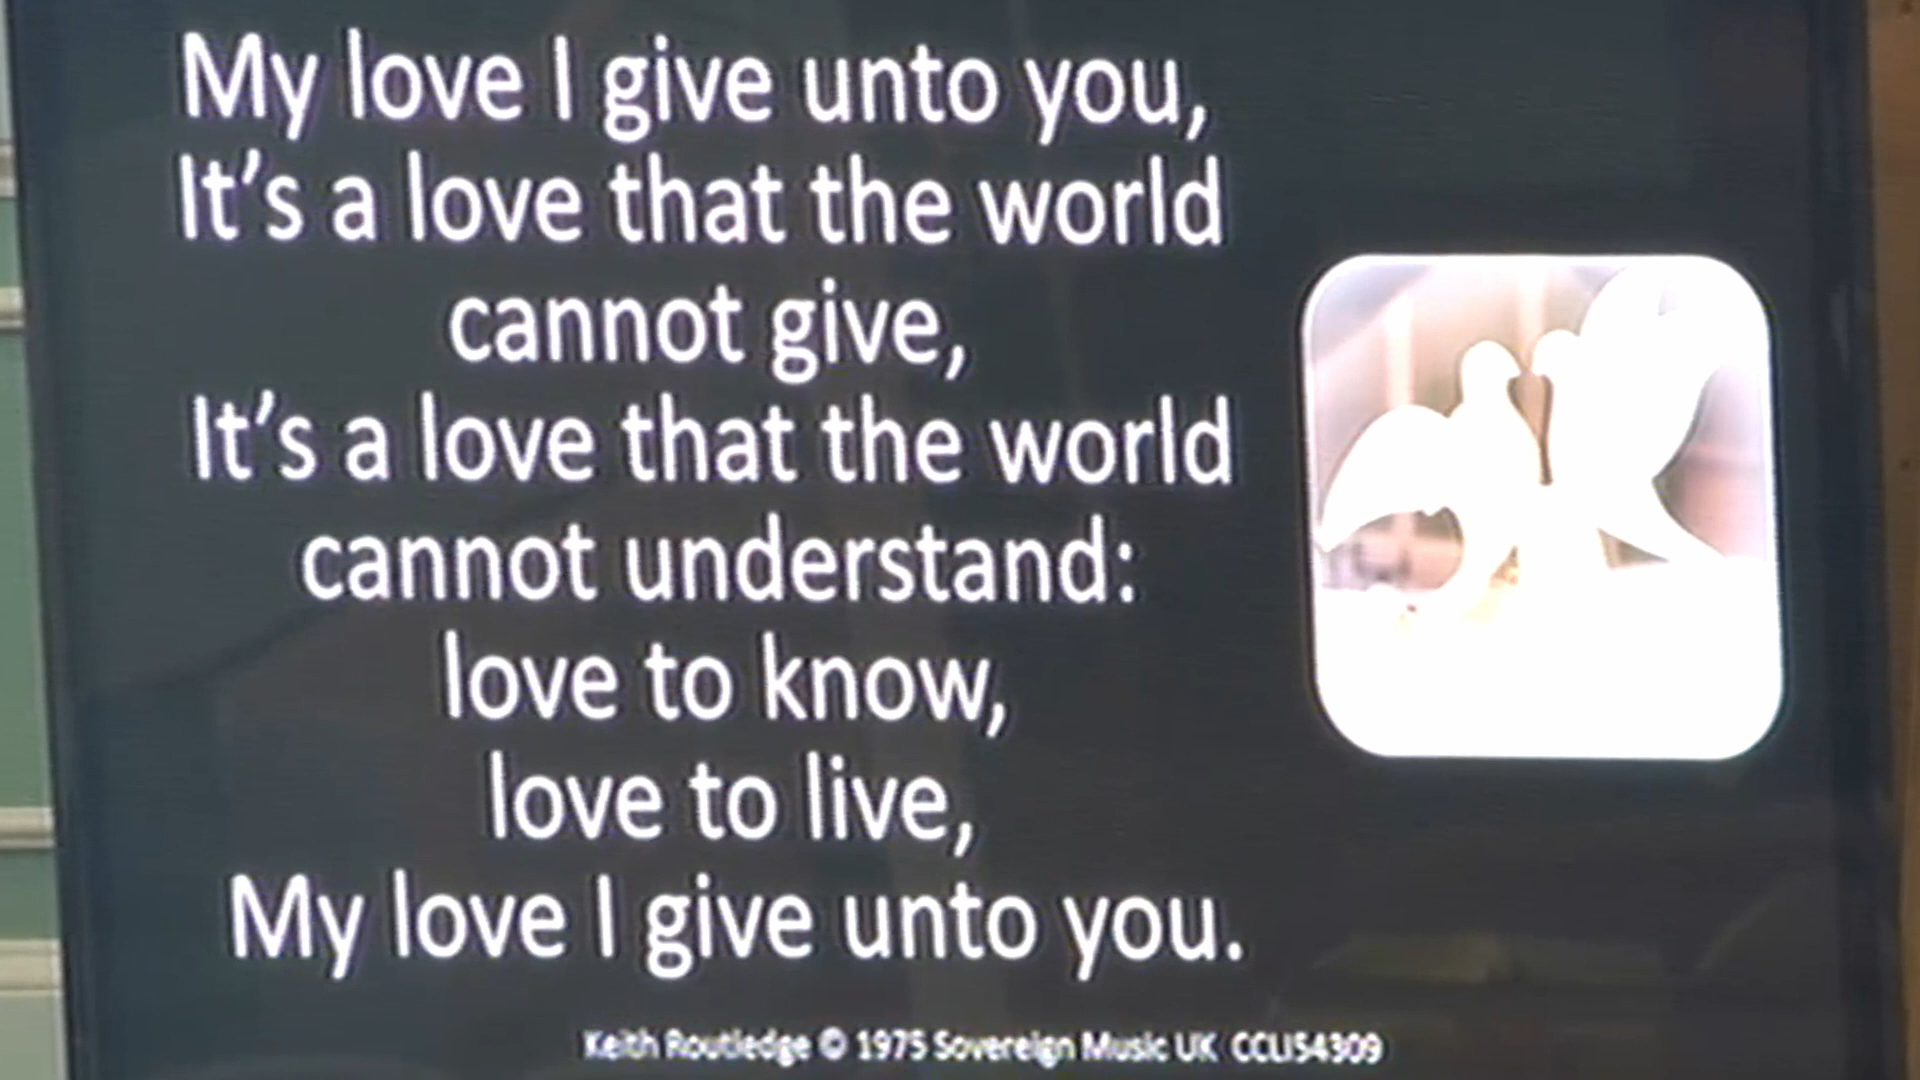 My love I give unto you,
It's a love that the world
cannot give,
It's a love that the world
cannot understand:
love to know,
love to live,
My love I give unto you.
Keith Routledge © 1975 Sovereign Music UK CCLI54309